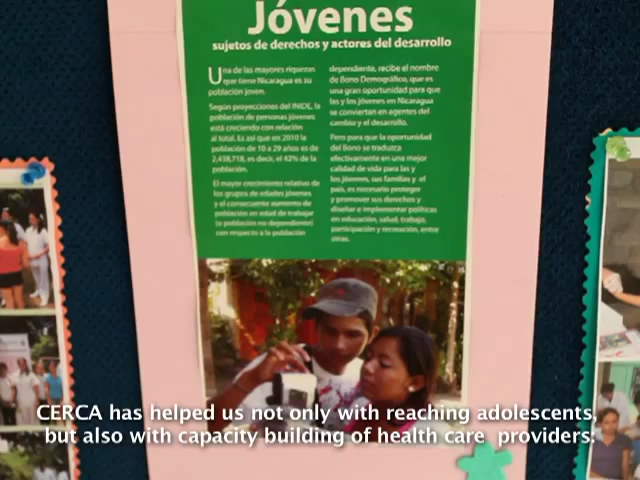 Jóvenes
sujetos de derechos y actores del desarrollo
Una de las mayores riquezas
que tiene Nicaragua es su
población joven.
Según proyecciones del INIDE, la
población de personas jóvenes
está creciendo con relación
al total. Es así que en 2010 la
población de 10 a 29 años es de
2,438,718, es decir, el 42% de la
población.
El mayor crecimiento relativo de
los grupos de edades jóvenes
y el consecuente aumento de
población en edad de trabajar
(e población no dependiente)
con respecto a la población
dependiente, recibe el nombre
de Bono Demográfico, que es
una gran oportunidad para que
las y los jóvenes en Nicaragua
se conviertan en agentes del
cambio y el desarrollo.
Pero para que la oportunidad
del Bono se traduzca
efectivamente en una mejor
calidad de vida para las y
los jóvenes, sus familias y el
país, es necesario proteger
y promover sus derechos y
diseñar e implementar políticas
en educación, salud, trabajo,
participación y recreación, entre
otras.
CERCA has helped us not only with reaching adolescents,
but also with capacity building of health care providers.